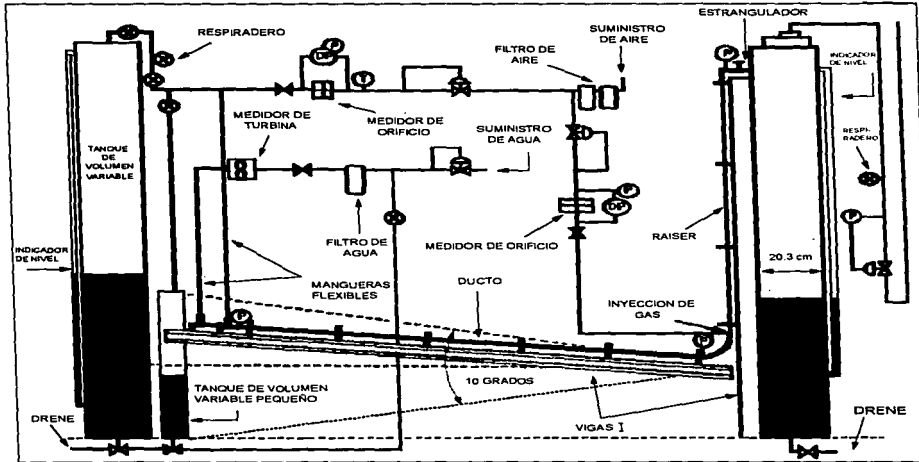 ESTRANGULADOR
RESPIRADERO
SUMINISTRO
DE AIRE
FILTRO DE
AIRE
P
DP
T
P
INDICADOR
DE NIVEL
MEDIDOR DE
TURBINA
MEDIDOR DE
ORIFICIO
SUMINISTRO
DE AGUA
TANQUE
DE
VOLUMEN
VARIABLE
RESPI-
RADERO
P
DP
P
FILTRO DE
AGUA
MEDIDOR DE ORIFICIO
RAISER
INDICADOR
DE NIVEL
20.3 cm
MANGUERAS
FLEXIBLES
DUCTO
INYECCION DE
GAS
P
P
10 GRADOS
TANQUE DE VOLUMEN
VARIABLE PEQUEÑO
DRENE
VIGAS I
DRENE